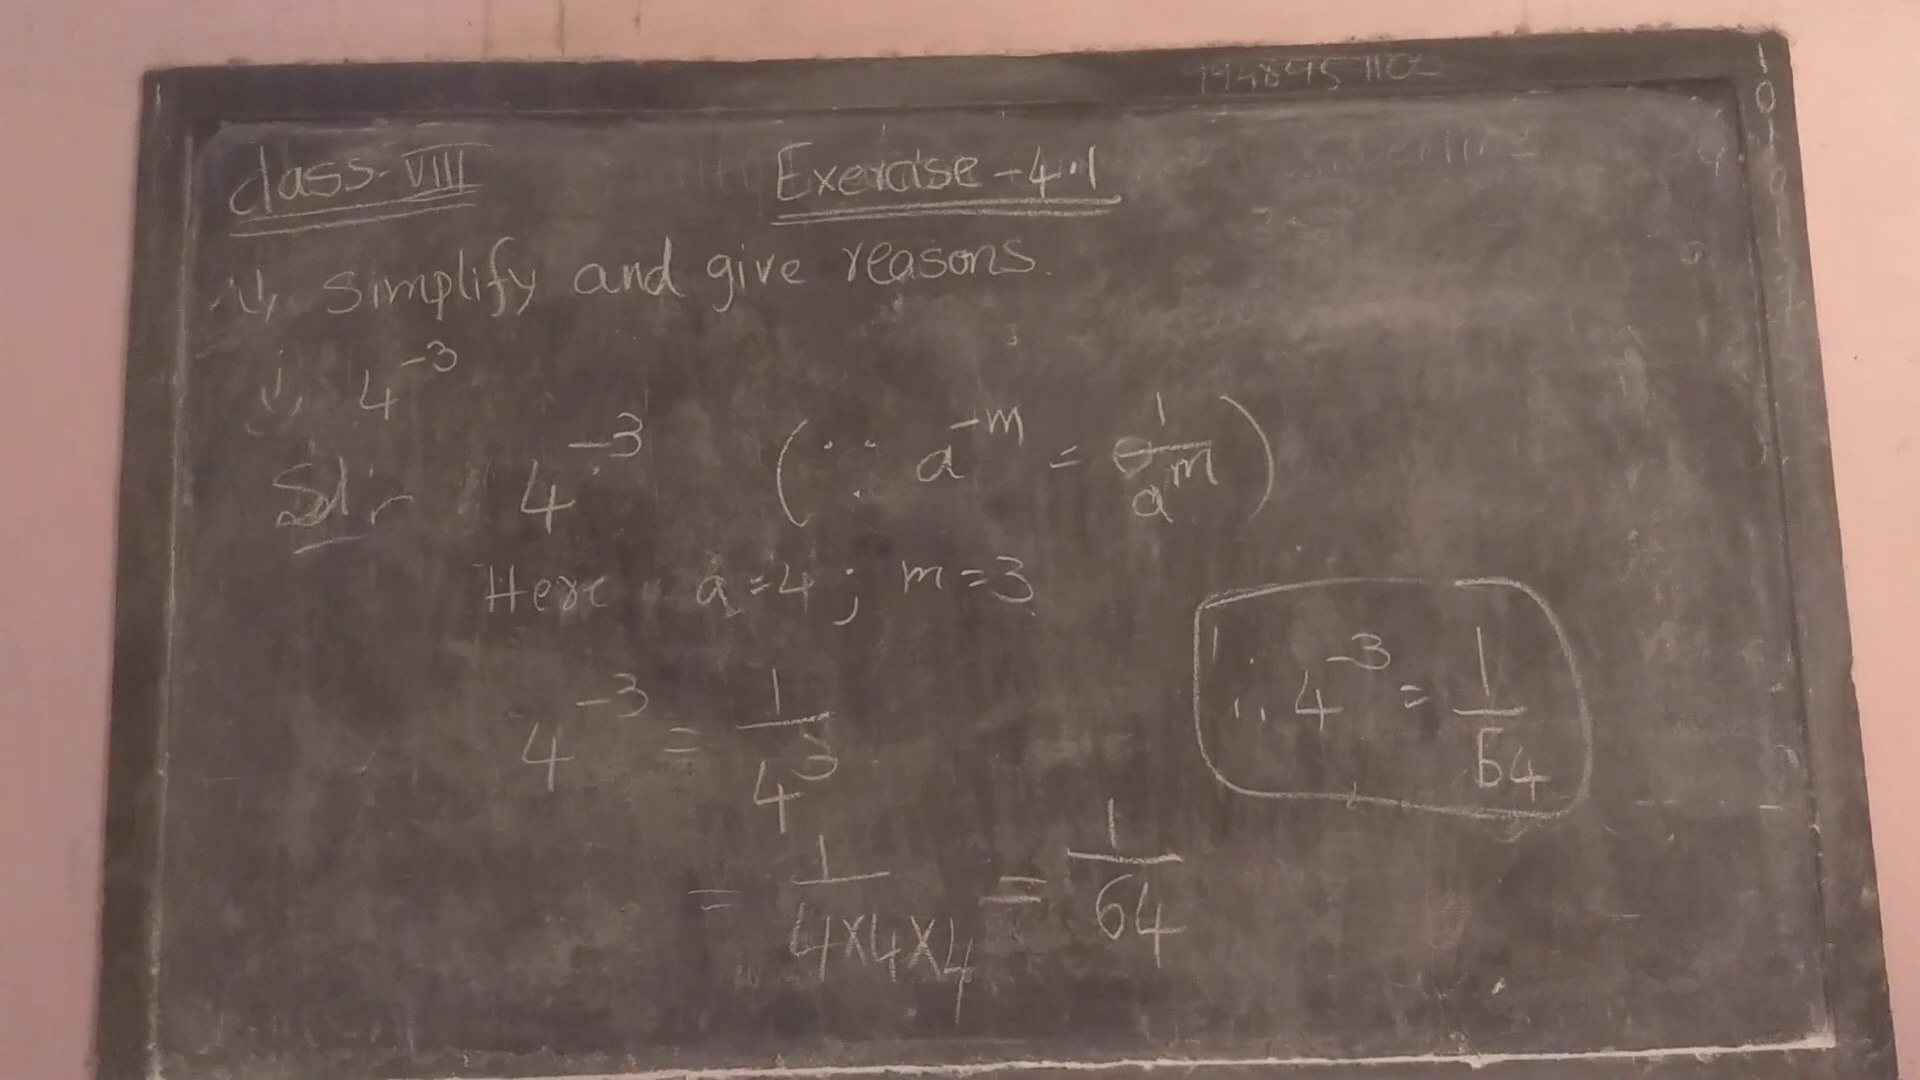 class-VIII
Exercise-4.1
1), Simplify and give reasons.
i), 4^-3
Sol:- 4^-3 (∵ a^-m = 1/a^m)
Here a=4; m=3
4^-3 = 1/4^3
= 1/4×4×4 = 1/64
∴ 4^-3 = 1/64